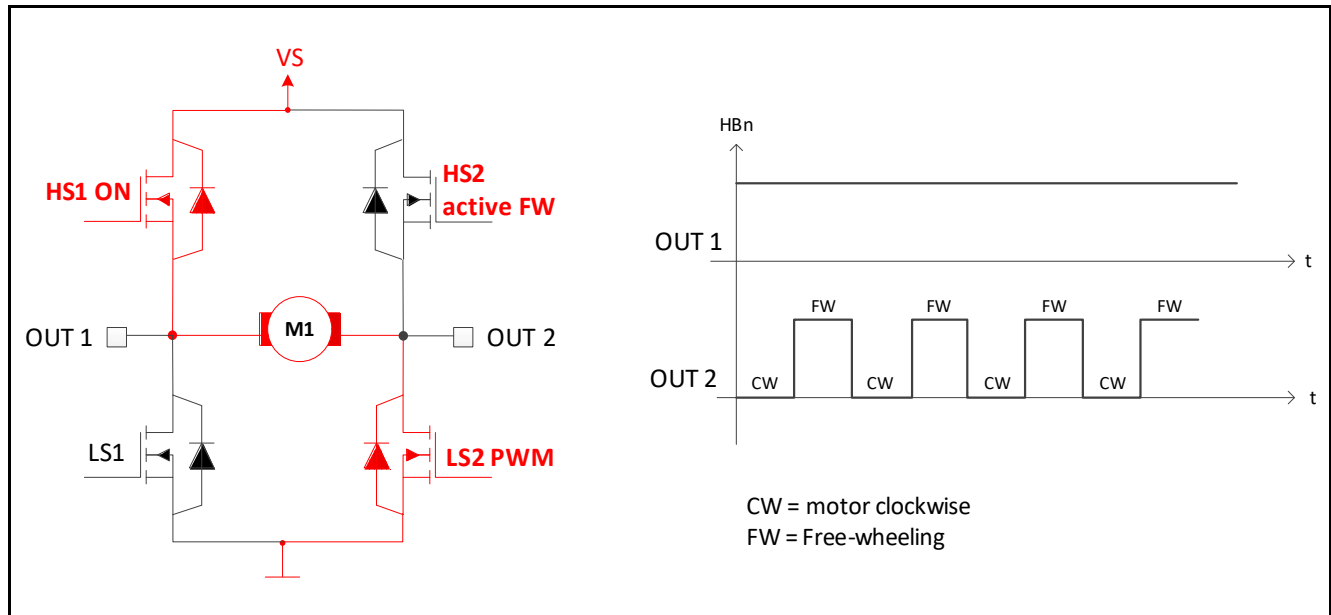 VS
HS1 ON
HS2
active FW
OUT 1
M1
OUT 2
LS1
LS2 PWM
HBn
OUT 1
t
FW
FW
FW
FW
OUT 2
CW
CW
CW
CW
t
CW = motor clockwise
FW = Free-wheeling